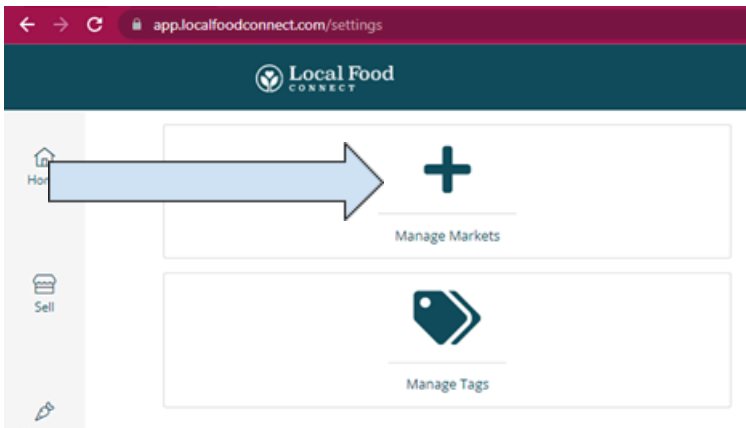 app.localfoodconnect.com/settings
Local Food
CONNECT
Manage Markets
Sell
Manage Tags